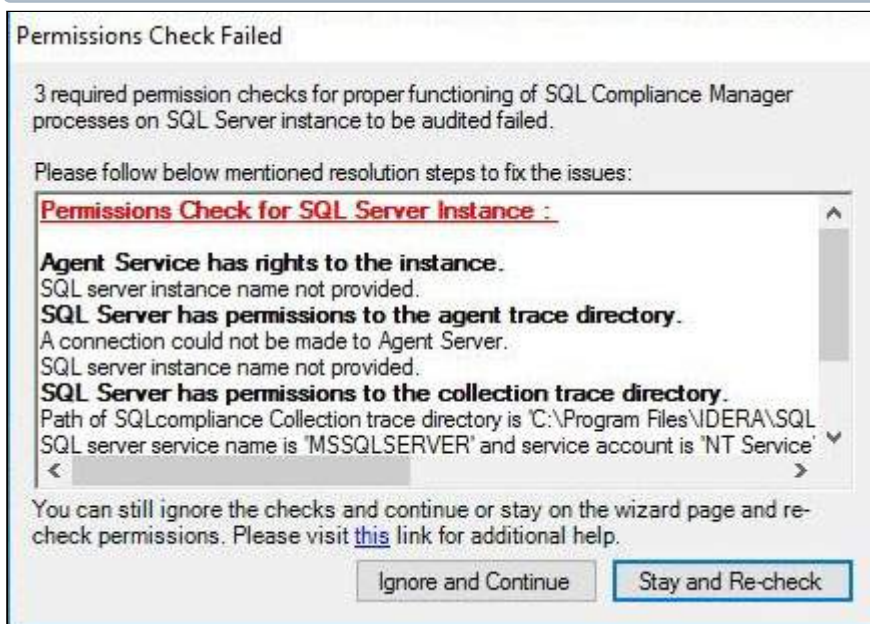 Permissions Check Failed
3 required permission checks for proper functioning of SQL Compliance Manager
processes on SQL Server instance to be audited failed.
Please follow below mentioned resolution steps to fix the issues:
Permissions Check for SQL Server Instance :
Agent Service has rights to the instance.
SQL server instance name not provided.
SQL Server has permissions to the agent trace directory.
A connection could not be made to Agent Server.
SQL server instance name not provided.
SQL Server has permissions to the collection trace directory.
Path of SQLcompliance Collection trace directory is 'C:\Program Files\IDERA\SQL
SQL server service name is 'MSSQLSERVER' and service account is 'NT Service'
You can still ignore the checks and continue or stay on the wizard page and re-
check permissions. Please visit this link for additional help.
Ignore and Continue
Stay and Re-check